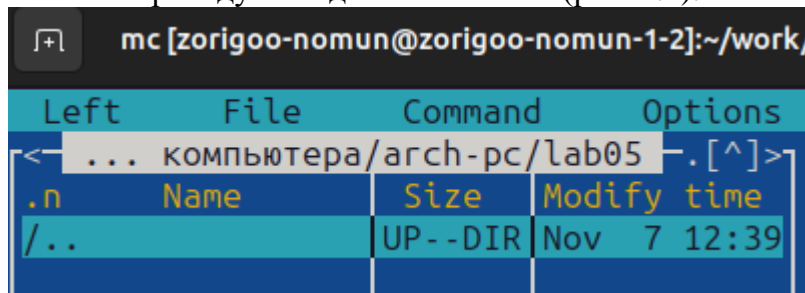 mc [zorigoo-nomun@zorigoo-nomun-1-2]:~/work/
Left File Command Options
<- ... компьютера/arch-pc/lab05 -.[^]>
.n Name Size Modify time
/.. UP--DIR Nov 7 12:39